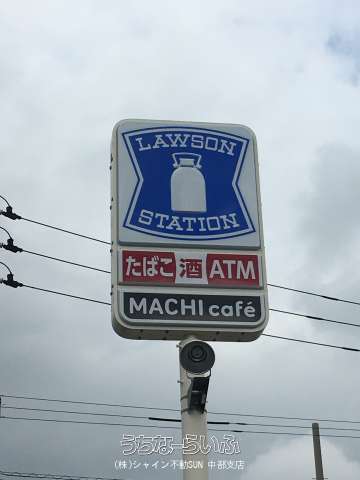 LAWSON
STATION
たばこ 酒 ATM
MACHI café
うちなーらいふ
(株)シャイン不動SUN 中部支店